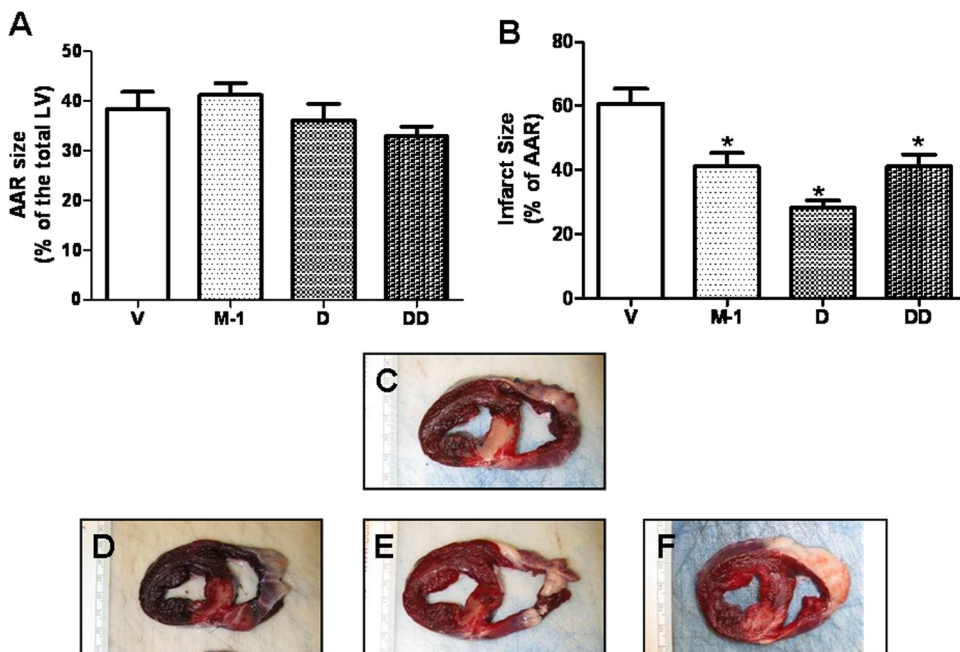 A
AAR size
(% of the total LV)
50
40
30
20
10
0
V M-1 D DD
B
Infarct Size
(% of AAR)
80
60
40
20
0
* * *
V M-1 D DD
C
D E F